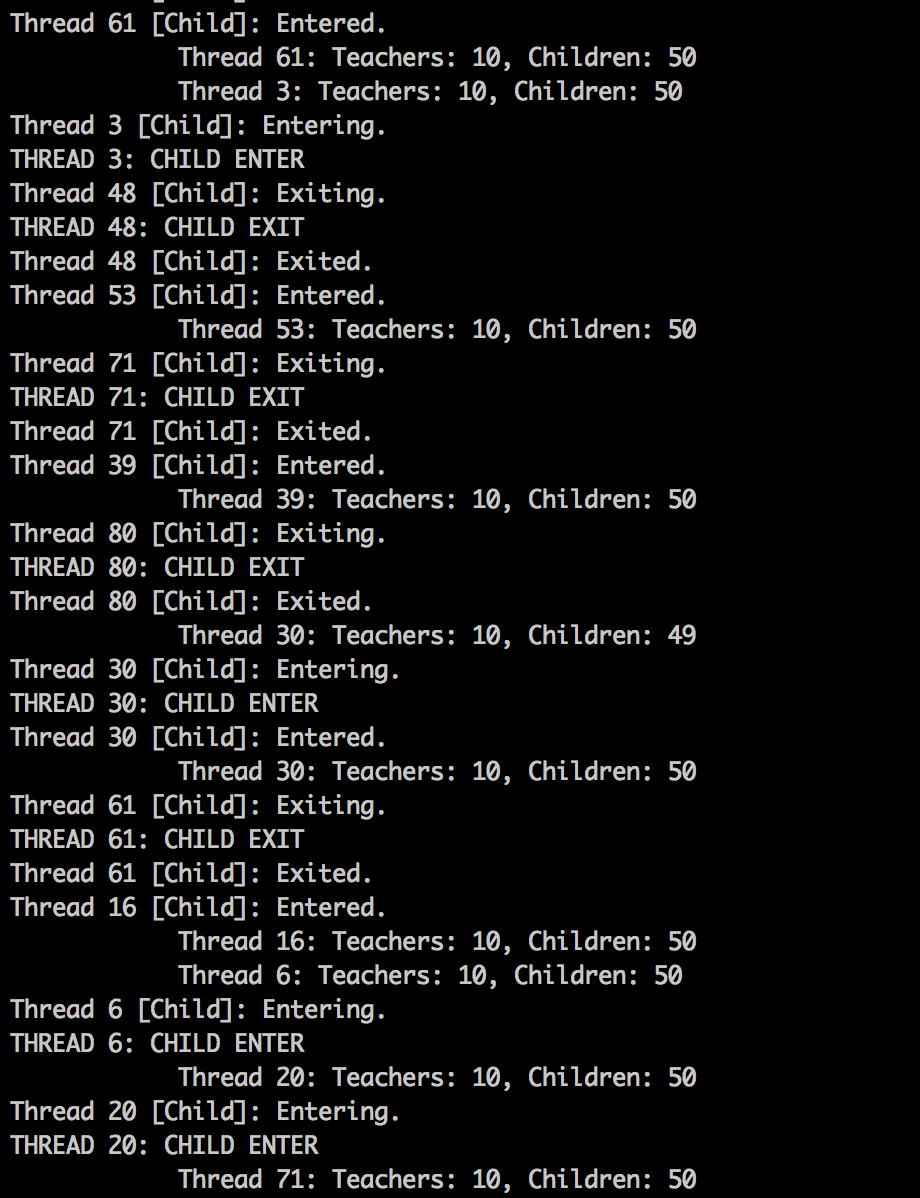 Thread 61 [Child]: Entered.
Thread 61: Teachers: 10, Children: 50
Thread 3: Teachers: 10, Children: 50
Thread 3 [Child]: Entering.
THREAD 3: CHILD ENTER
Thread 48 [Child]: Exiting.
THREAD 48: CHILD EXIT
Thread 48 [Child]: Exited.
Thread 53 [Child]: Entered.
Thread 53: Teachers: 10, Children: 50
Thread 71 [Child]: Exiting.
THREAD 71: CHILD EXIT
Thread 71 [Child]: Exited.
Thread 39 [Child]: Entered.
Thread 39: Teachers: 10, Children: 50
Thread 80 [Child]: Exiting.
THREAD 80: CHILD EXIT
Thread 80 [Child]: Exited.
Thread 30: Teachers: 10, Children: 49
Thread 30 [Child]: Entering.
THREAD 30: CHILD ENTER
Thread 30 [Child]: Entered.
Thread 30: Teachers: 10, Children: 50
Thread 61 [Child]: Exiting.
THREAD 61: CHILD EXIT
Thread 61 [Child]: Exited.
Thread 16 [Child]: Entered.
Thread 16: Teachers: 10, Children: 50
Thread 6: Teachers: 10, Children: 50
Thread 6 [Child]: Entering.
THREAD 6: CHILD ENTER
Thread 20: Teachers: 10, Children: 50
Thread 20 [Child]: Entering.
THREAD 20: CHILD ENTER
Thread 71: Teachers: 10, Children: 50